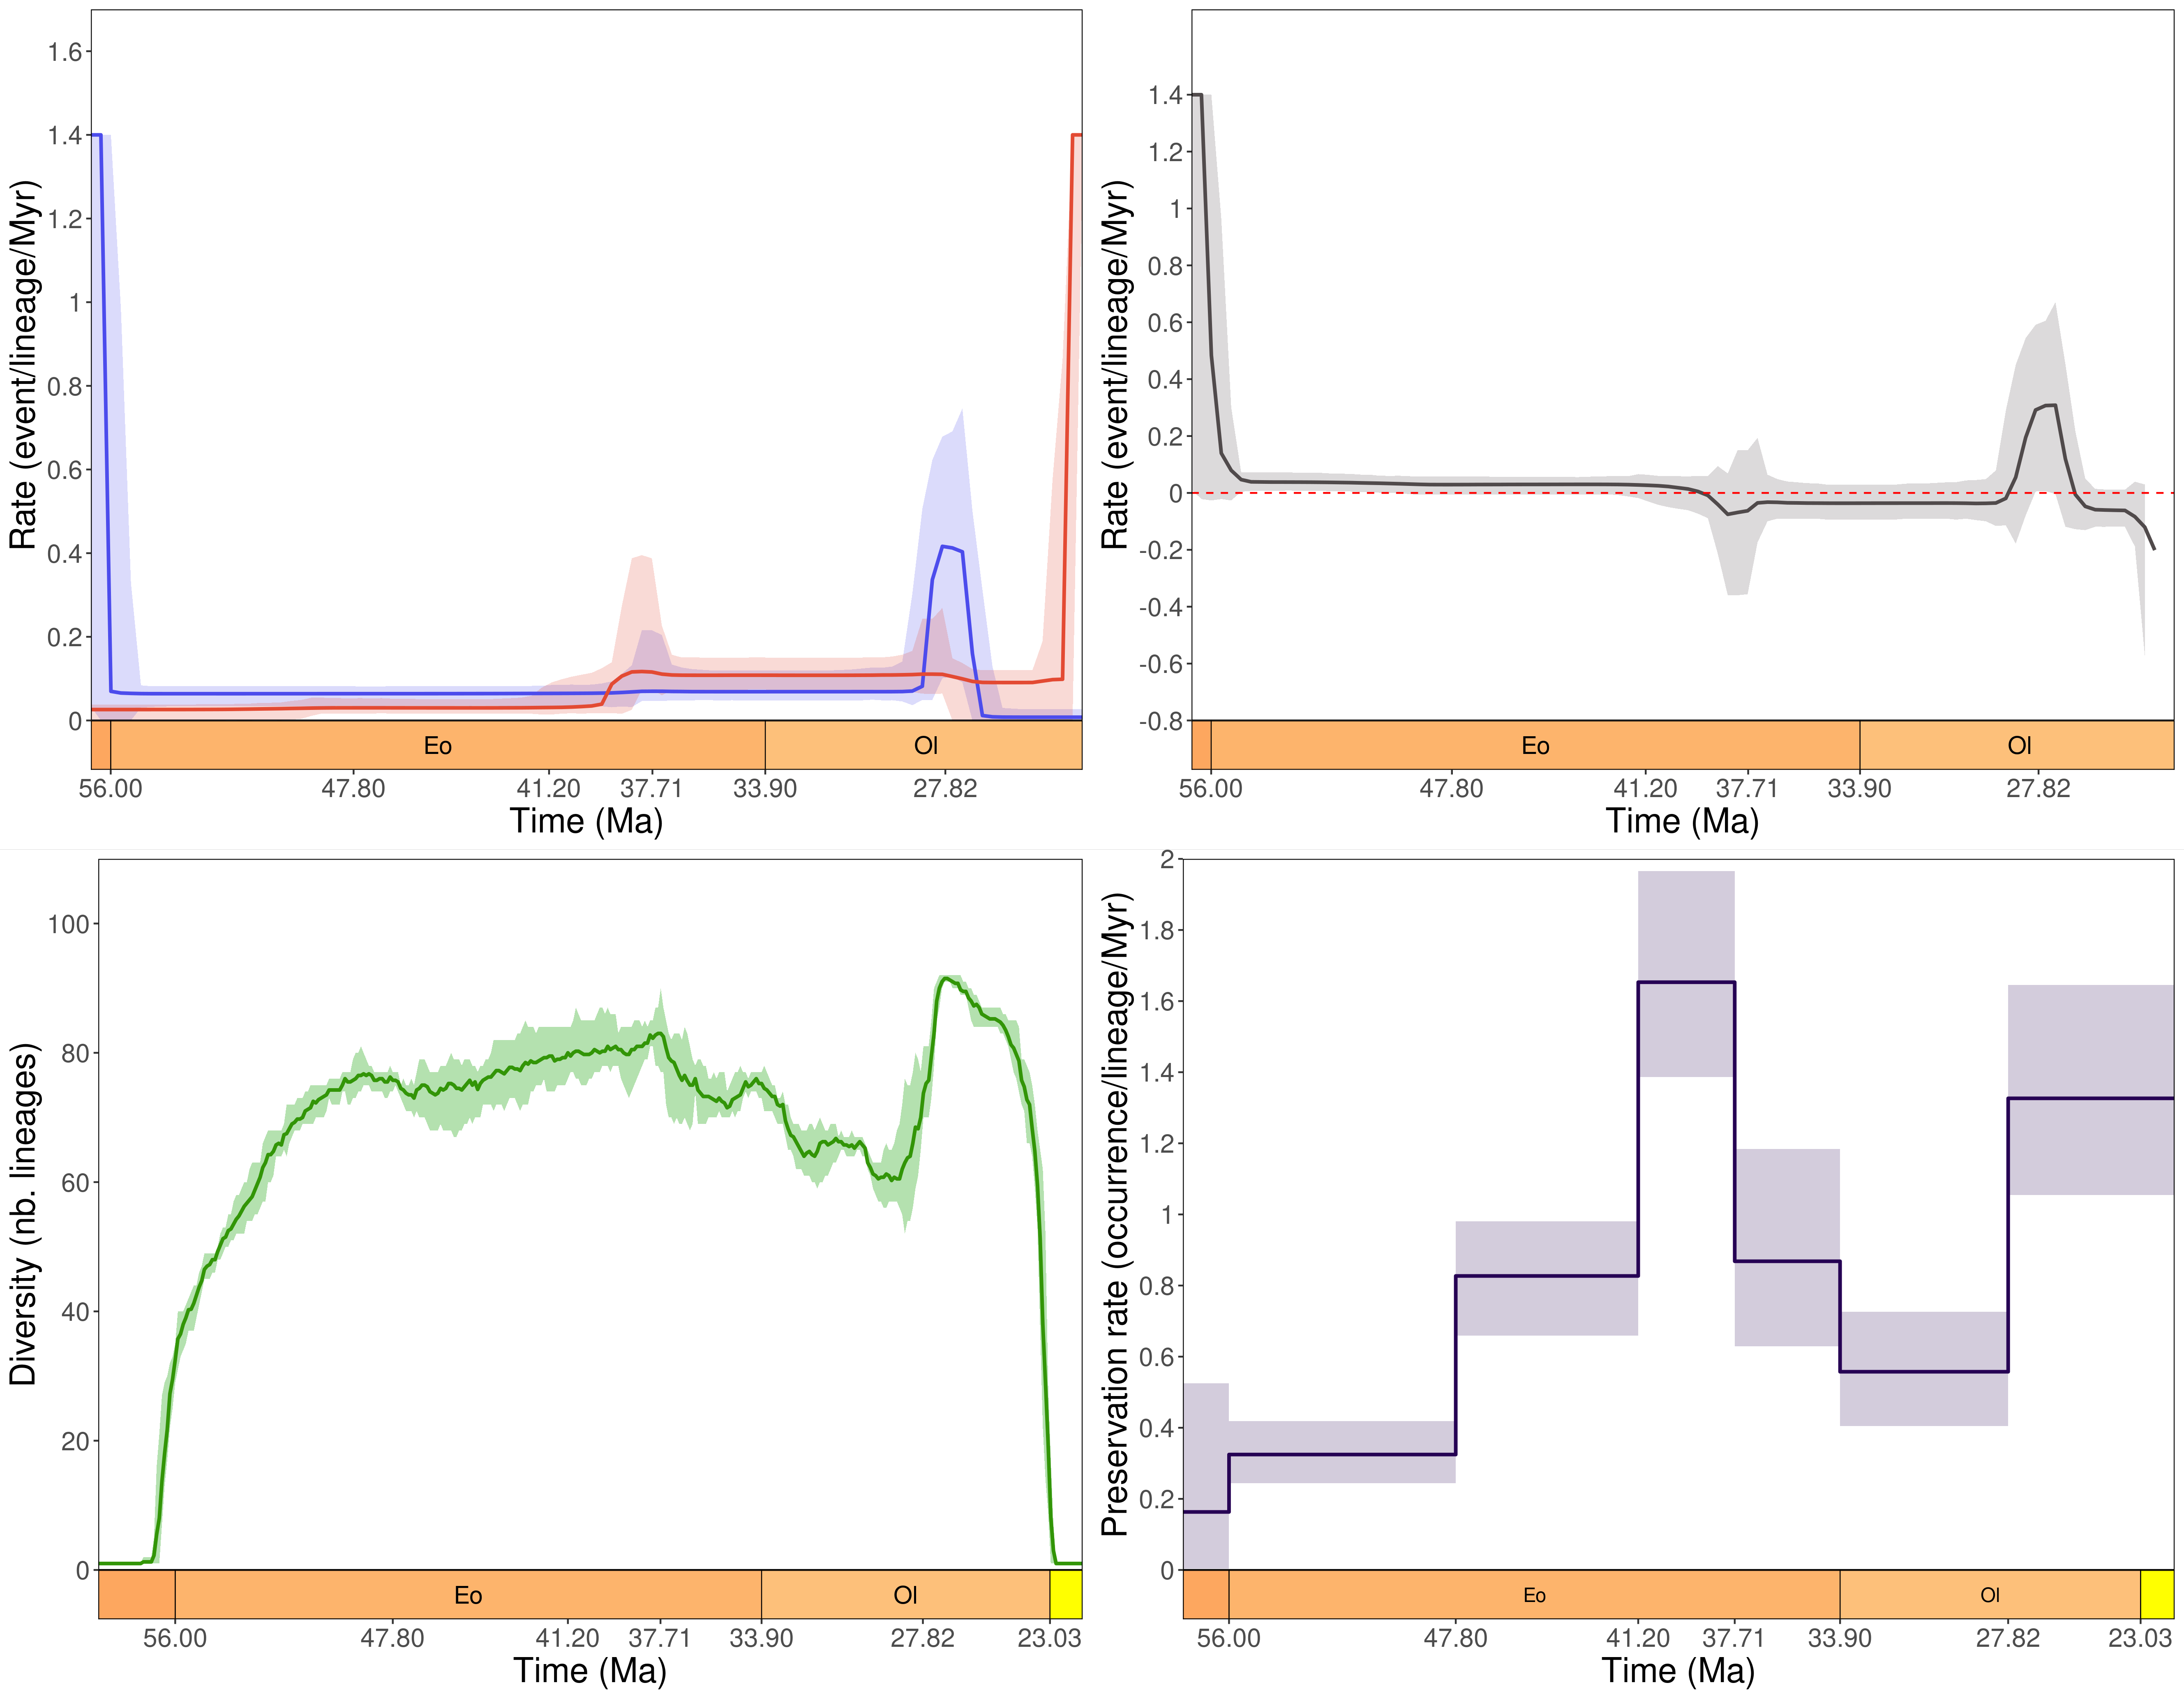 Rate (event/lineage/Myr)
1.6
1.4
1.2
1
0.8
0.6
0.4
0.2
0
Eo
Ol
56.00 47.80 41.20 37.71 33.90 27.82
Time (Ma)
Rate (event/lineage/Myr)
1.4
1.2
1
0.8
0.6
0.4
0.2
0
-0.2
-0.4
-0.6
-0.8
Eo
Ol
56.00 47.80 41.20 37.71 33.90 27.82
Time (Ma)
Diversity (nb. lineages)
100
80
60
40
20
0
Eo
Ol
56.00 47.80 41.20 37.71 33.90 27.82 23.03
Time (Ma)
Preservation rate (occurrence/lineage/Myr)
2
1.8
1.6
1.4
1.2
1
0.8
0.6
0.4
0.2
0
Eo
Ol
56.00 47.80 41.20 37.71 33.90 27.82 23.03
Time (Ma)